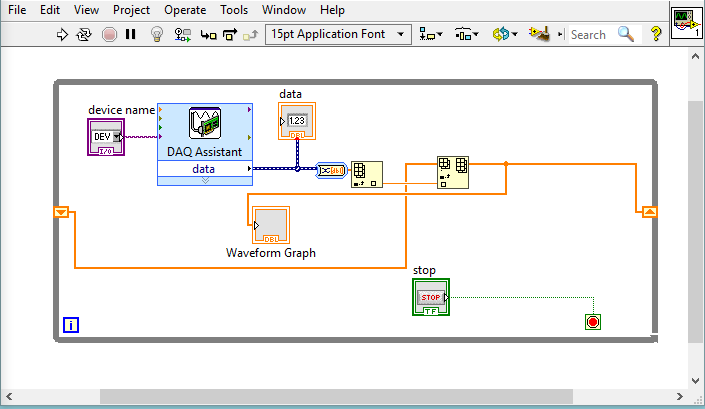 File Edit View Project Operate Tools Window Help
15pt Application Font Search ? 1
device name
DEV
I/O
DAQ Assistant
data
data
1.23
DBL
DBL
Waveform Graph
stop
STOP
TF
i